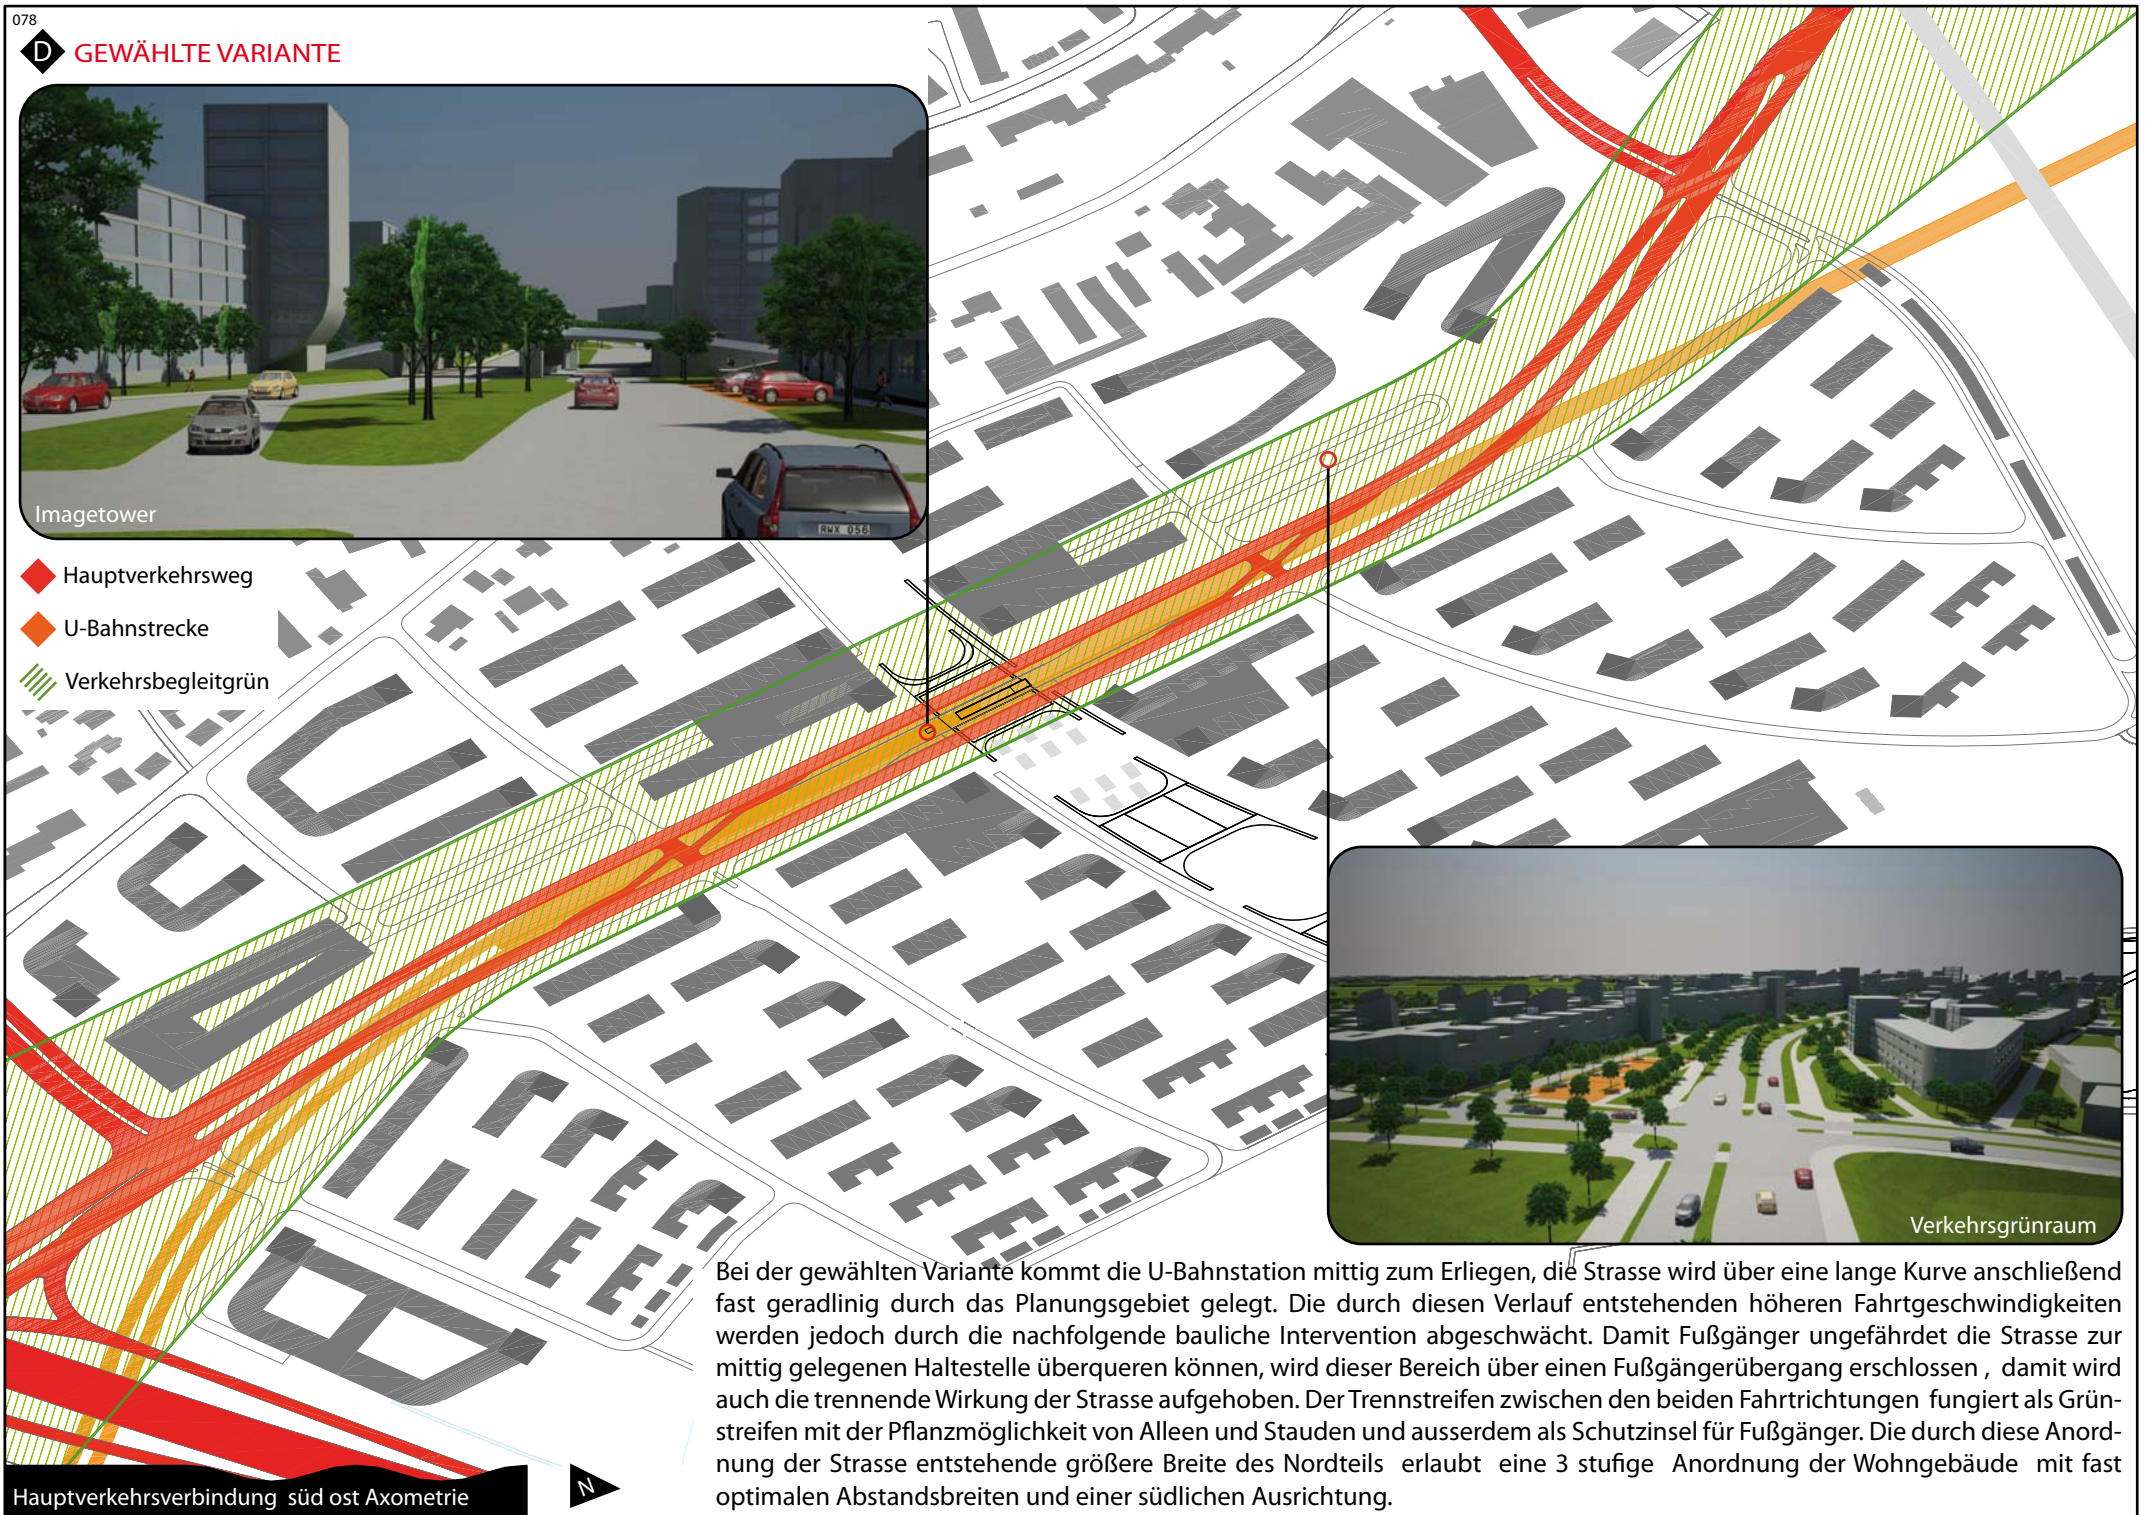 078
D GEWÄHLTE VARIANTE
RWX 056
Imagetower
Hauptverkehrsweg
U-Bahnstrecke
Verkehrsbegleitgrün
Verkehrsgrünraum
Bei der gewählten Variante kommt die U-Bahnstation mittig zum Erliegen, die Strasse wird über eine lange Kurve anschließend
fast geradlinig durch das Planungsgebiet gelegt. Die durch diesen Verlauf entstehenden höheren Fahrtgeschwindigkeiten
werden jedoch durch die nachfolgende bauliche Intervention abgeschwächt. Damit Fußgänger ungefährdet die Strasse zur
mittig gelegenen Haltestelle überqueren können, wird dieser Bereich über einen Fußgängerübergang erschlossen , damit wird
auch die trennende Wirkung der Strasse aufgehoben. Der Trennstreifen zwischen den beiden Fahrtrichtungen fungiert als Grün-
streifen mit der Pflanzmöglichkeit von Alleen und Stauden und ausserdem als Schutzinsel für Fußgänger. Die durch diese Anord-
nung der Strasse entstehende größere Breite des Nordteils erlaubt eine 3 stufige Anordnung der Wohngebäude mit fast
optimalen Abstandsbreiten und einer südlichen Ausrichtung.
Hauptverkehrsverbindung süd ost Axometrie
N